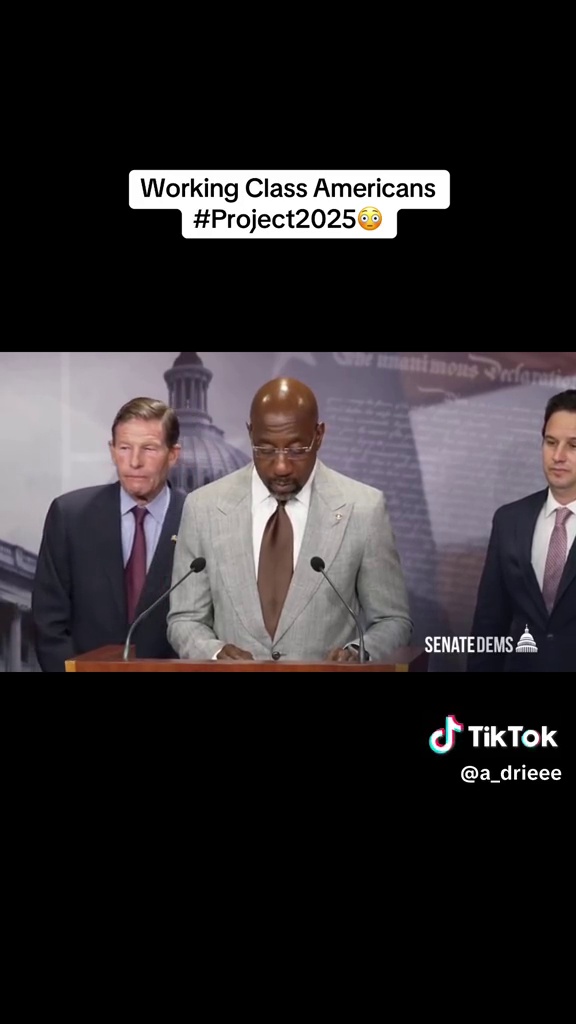 Working Class Americans
#Project2025😳
The unanimous Declaration
SENATE DEMS
TikTok
@a_drieee